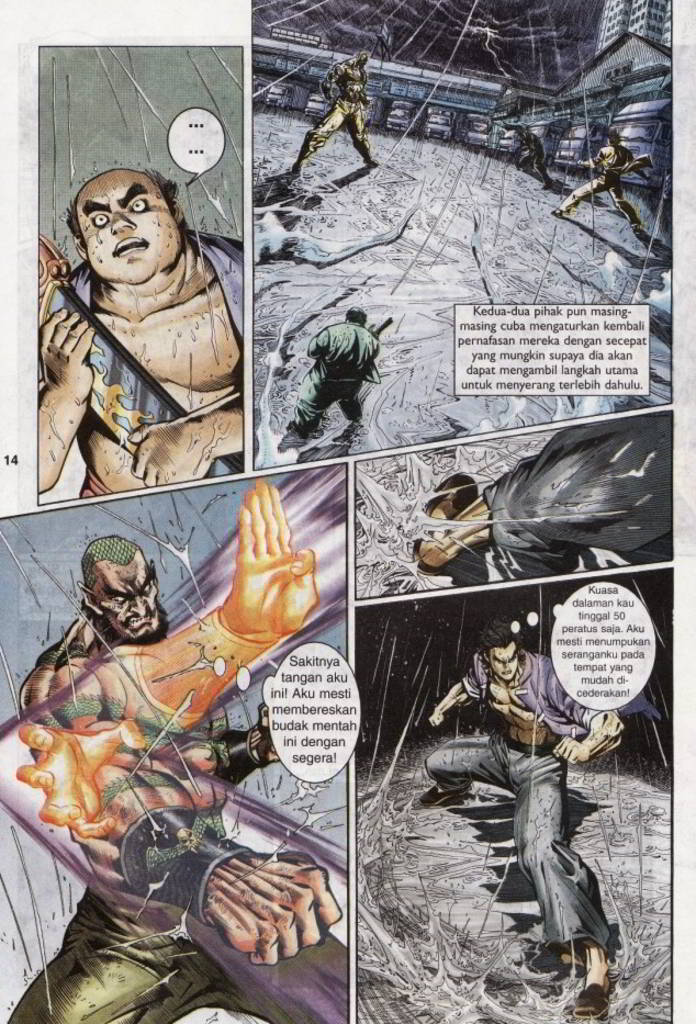 ...
...
Kedua-dua pihak pun masing-
masing cuba mengaturkan kembali
pernafasan mereka dengan secepat
yang mungkin supaya dia akan
dapat mengambil langkah utama
untuk menyerang terlebih dahulu.
14
Sakitnya
tangan aku
ini! Aku mesti
membereskan
budak mentah
ini dengan
segera!
Kuasa
dalaman kau
tinggal 50
peratus saja. Aku
mesti menumpukan
seranganku pada
tempat yang
mudah di-
cederakan!